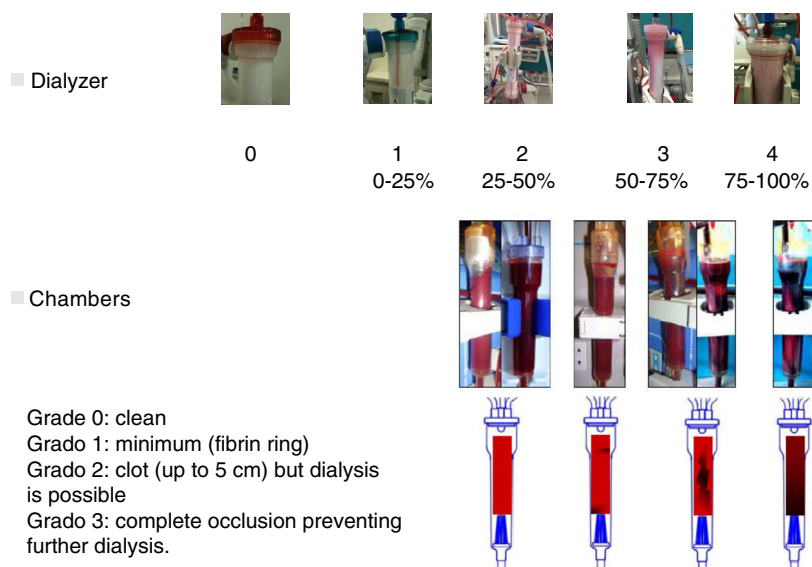 Dialyzer
0 1 2 3 4
0-25% 25-50% 50-75% 75-100%
Chambers
Grade 0: clean
Grado 1: minimum (fibrin ring)
Grado 2: clot (up to 5 cm) but dialysis
is possible
Grado 3: complete occlusion preventing
further dialysis.